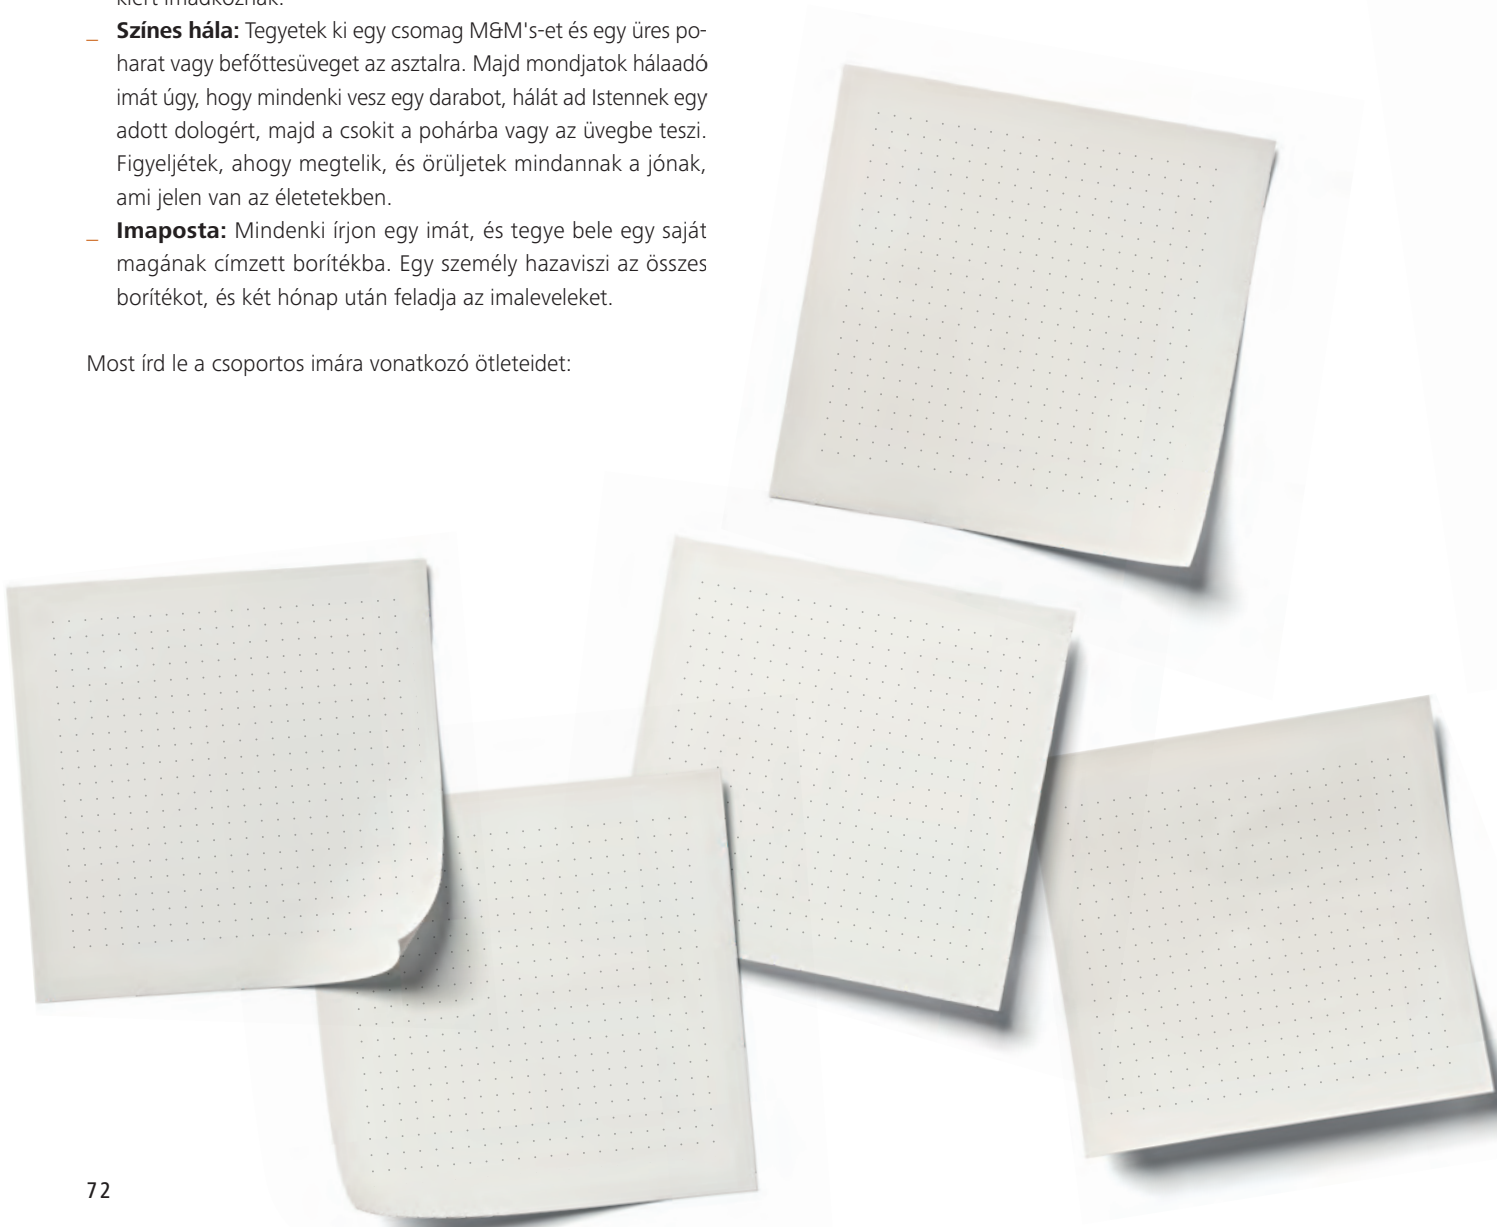 kiért imádkoznak.
_ Színes hála: Tegyetek ki egy csomag M&M's-et és egy üres po-
harat vagy befőttesüveget az asztalra. Majd mondjatok hálaadó
imát úgy, hogy mindenki vesz egy darabot, hálát ad Istennek egy
adott dologért, majd a csokit a pohárba vagy az üvegbe teszi.
Figyeljétek, ahogy megtelik, és örüljetek mindannak a jónak,
ami jelen van az életetekben.
_ Imaposta: Mindenki írjon egy imát, és tegye bele egy saját
magának címzett borítékba. Egy személy hazaviszi az összes
borítékot, és két hónap után feladja az imaleveleket.
Most írd le a csoportos imára vonatkozó ötleteidet:
72